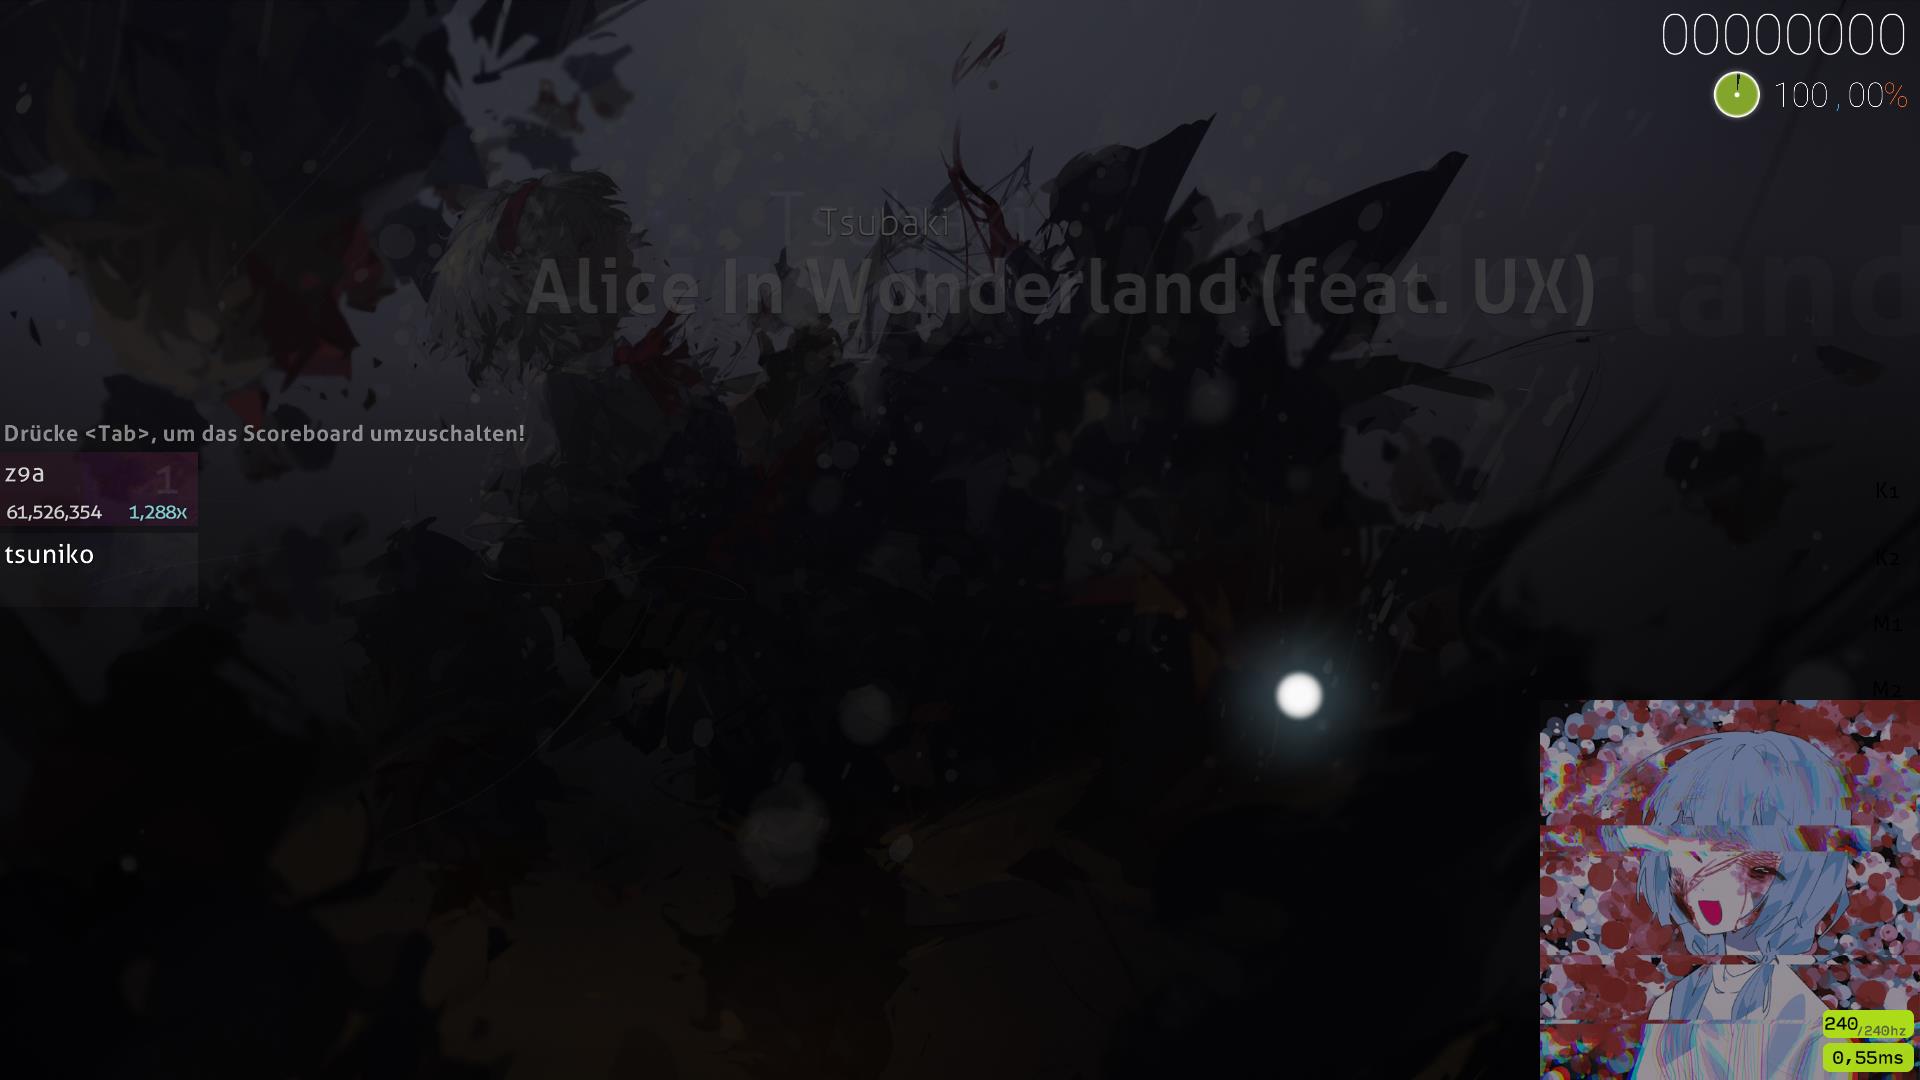 00000000
100,00%
Tsubaki
Alice In Wonderland (feat. UX)
Drücke <Tab>, um das Scoreboard umzuschalten!
z9a
1
61,526,354 1,288x
tsuniko
K1
K2
M1
M2
240/240hz
0,55ms